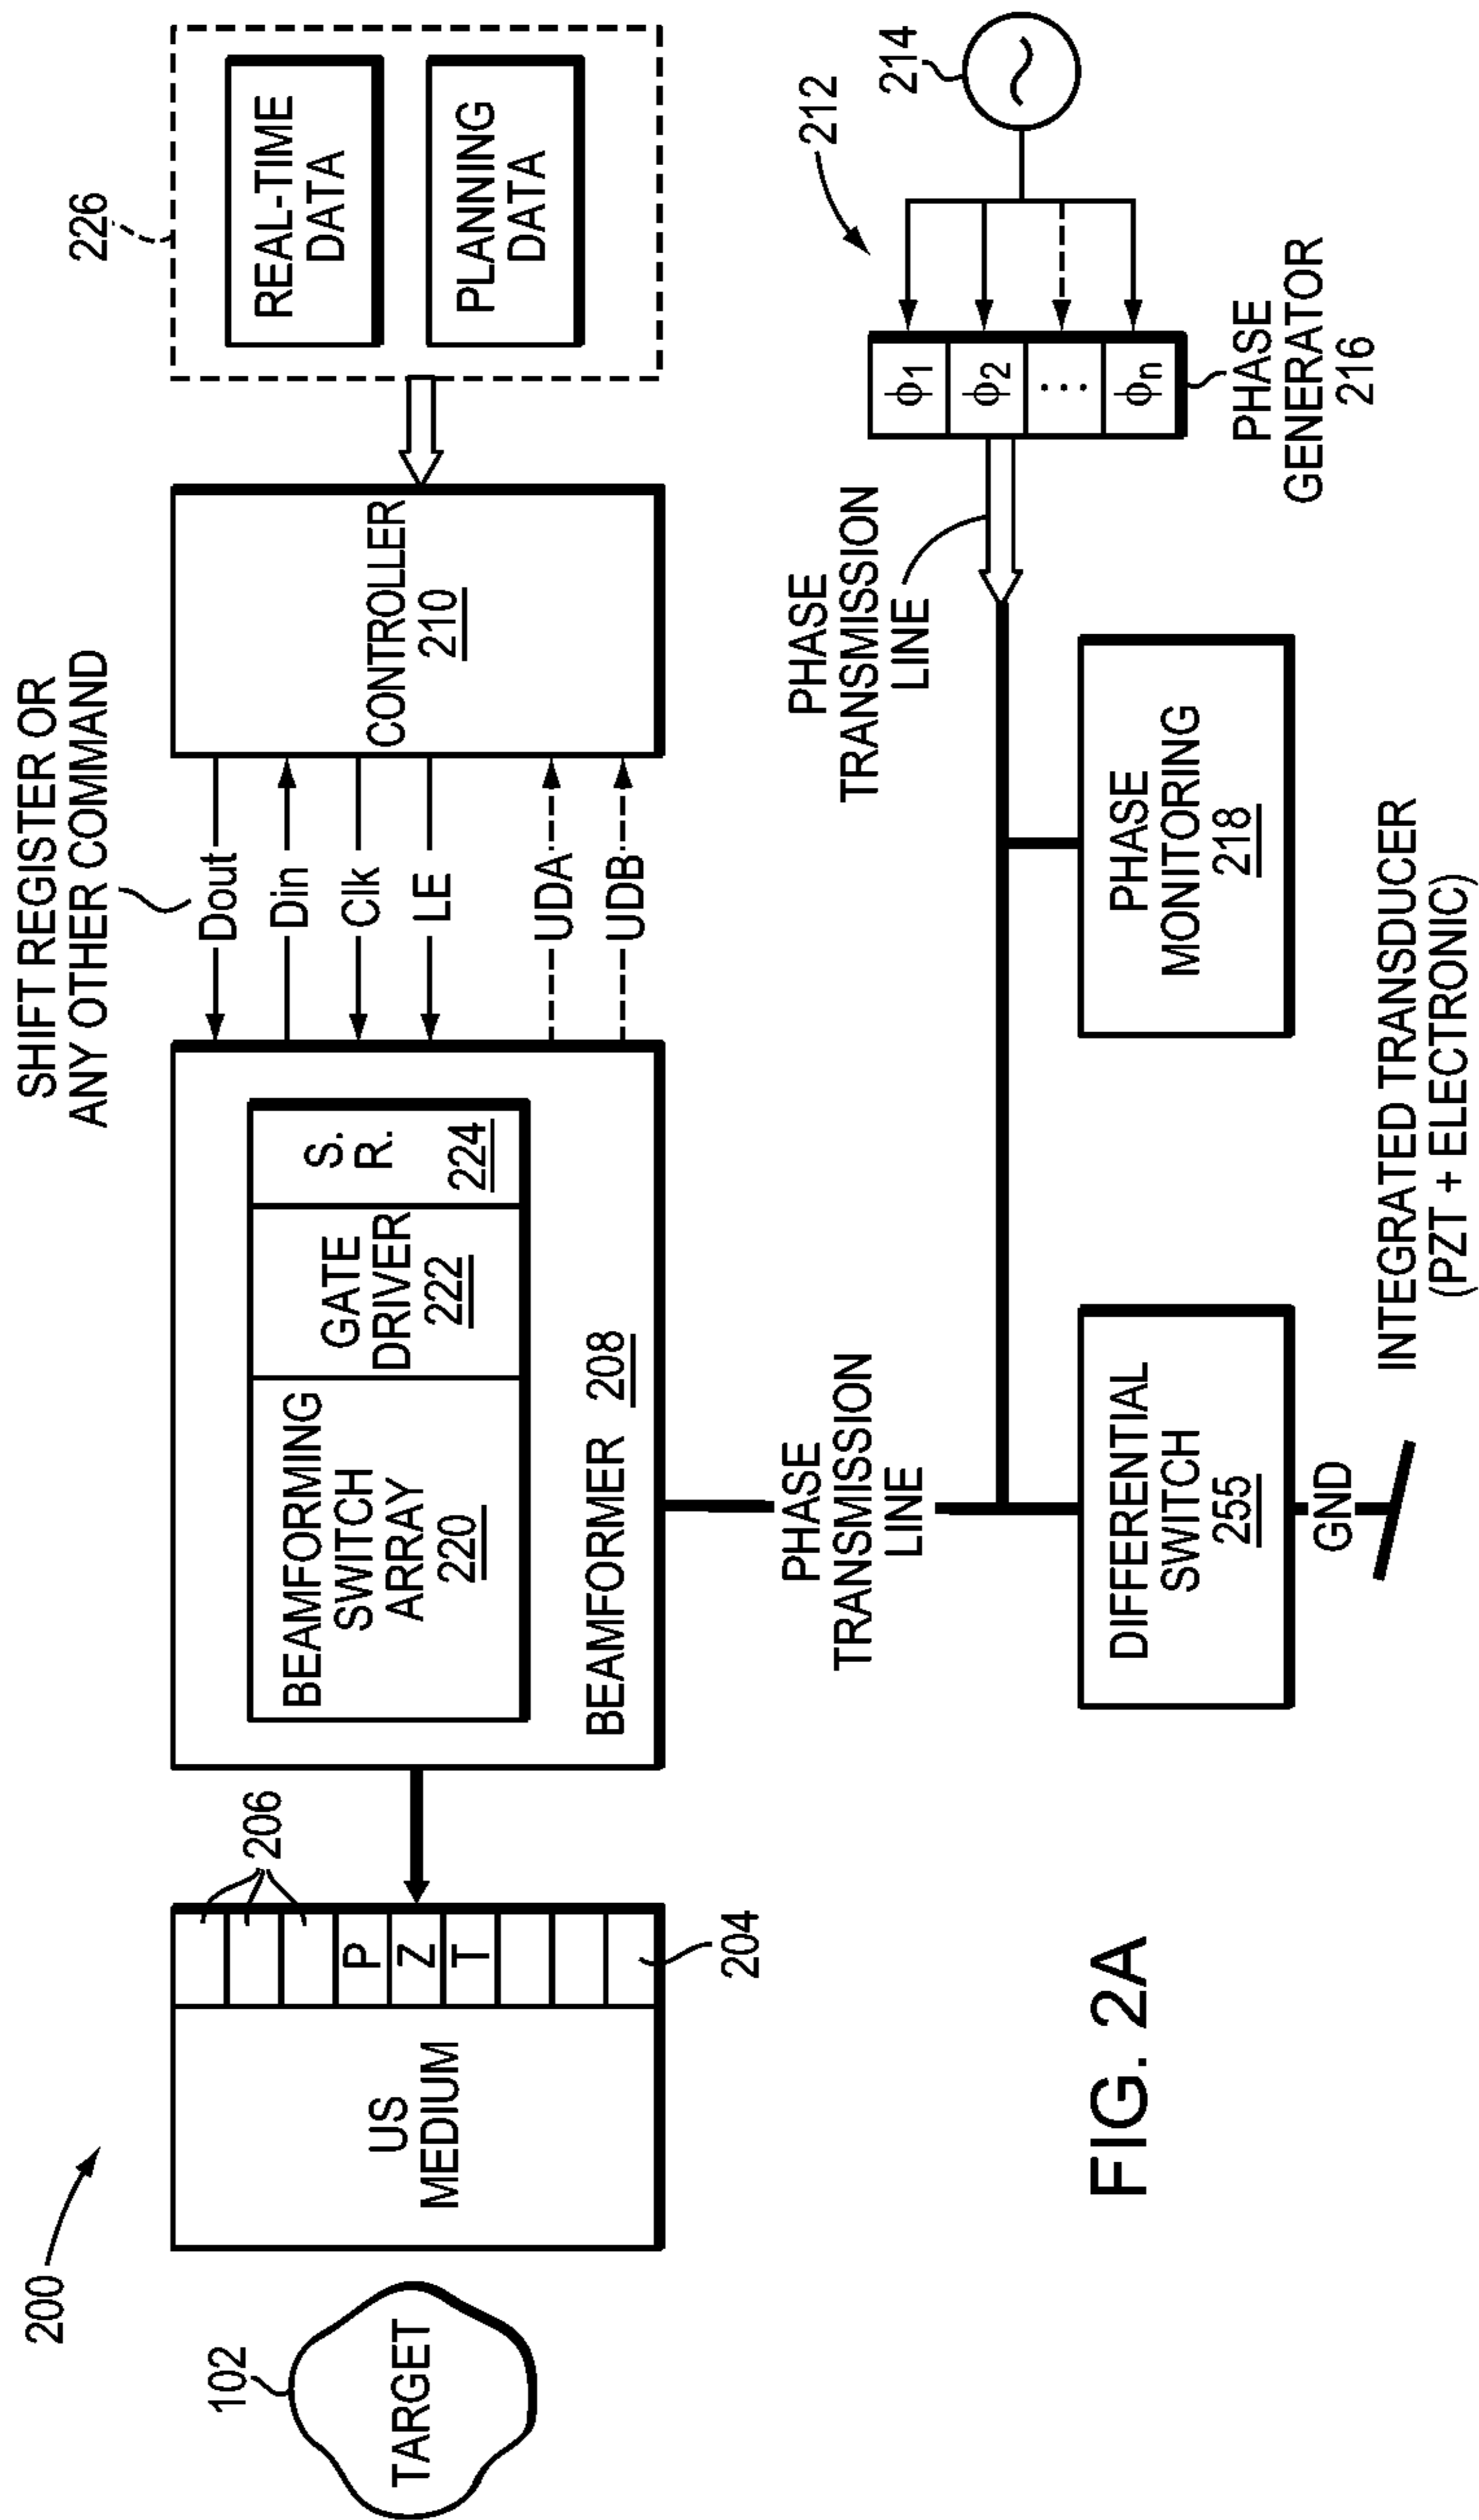 200
102
TARGET
US
MEDIUM
P
Z
T
206
204
BEAMFORMING
SWITCH
ARRAY
220
GATE
DRIVER
222
S.
R.
224
BEAMFORMER 208
SHIFT REGISTER OR
ANY OTHER COMMAND
Dout
Din
Clk
LE
UDA
UDB
CONTROLLER
210
226
REAL-TIME
DATA
PLANNING
DATA
PHASE
TRANSMISSION
LINE
DIFFERENTIAL
SWITCH
255
GND
INTEGRATED TRANSDUCER
(PZT + ELECTRONIC)
PHASE
MONITORING
218
PHASE
TRANSMISSION
LINE
212
214
ϕ1
ϕ2
...
ϕn
PHASE
GENERATOR
216
FIG. 2A